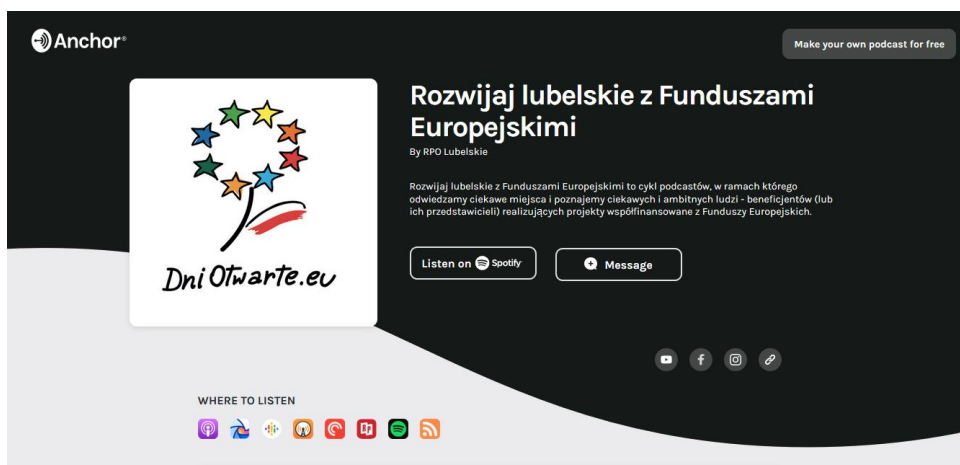 Anchor®
Make your own podcast for free
Rozwijaj lubelskie z Funduszami
Europejskimi
By RPO Lubelskie
Rozwijaj lubelskie z Funduszami Europejskimi to cykl podcastów, w ramach którego
odwiedzamy ciekawe miejsca i poznajemy ciekawych i ambitnych ludzi - beneficjentów (lub
ich przedstawicieli) realizujących projekty współfinansowane z Funduszy Europejskich.
Listen on Spotify
Message
Dni Otwarte.eu
WHERE TO LISTEN